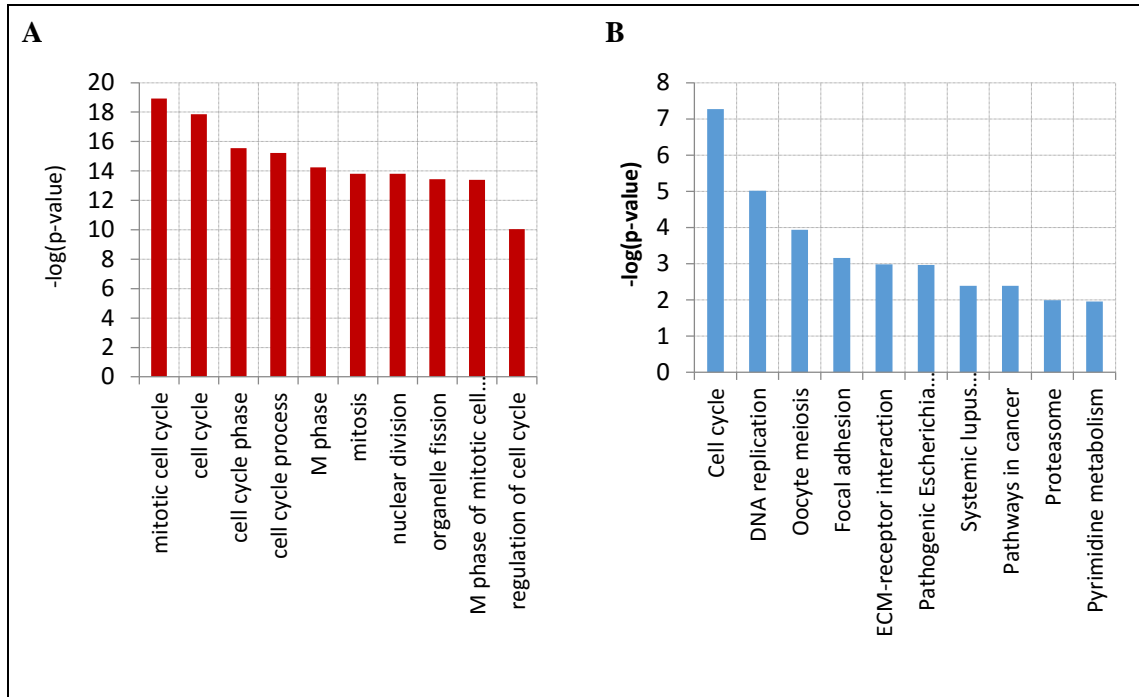 A
-log(p-value)
20
18
16
14
12
10
8
6
4
2
0
mitotic cell cycle
cell cycle
cell cycle phase
cell cycle process
M phase
mitosis
nuclear division
organelle fission
M phase of mitotic cell....
regulation of cell cycle
B
-log(p-value)
8
7
6
5
4
3
2
1
0
Cell cycle
DNA replication
Oocyte meiosis
Focal adhesion
ECM-receptor interaction
Pathogenic Escherichia....
Systemic lupus....
Pathways in cancer
Proteasome
Pyrimidine metabolism